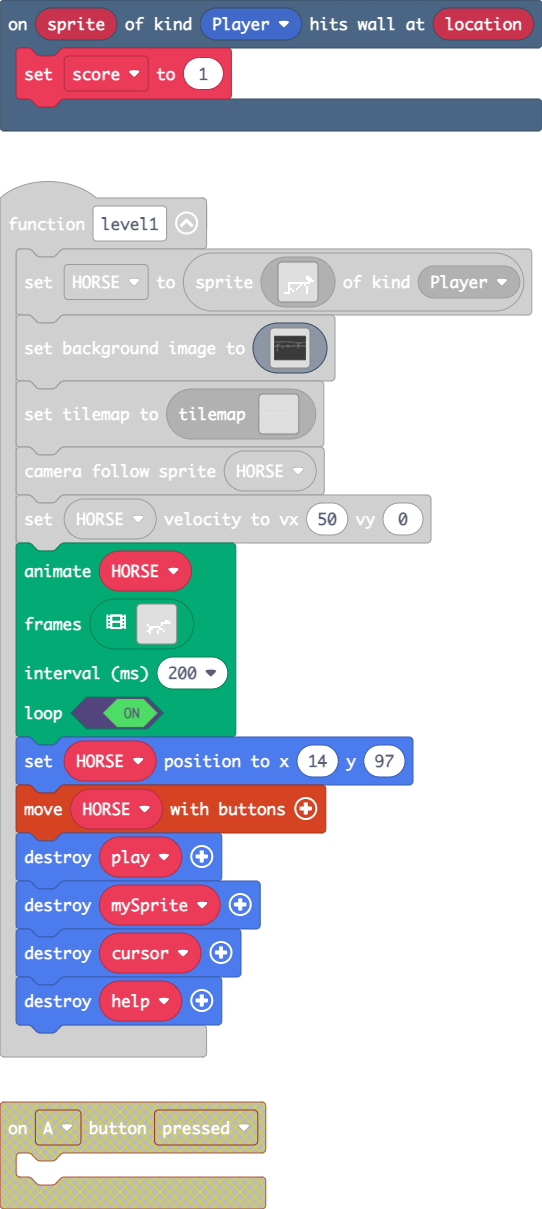 on sprite of kind Player hits wall at location
set score to 1
function level1
set HORSE to sprite of kind Player
set background image to
set tilemap to tilemap
camera follow sprite HORSE
set HORSE velocity to vx 50 vy 0
animate HORSE
frames
interval (ms) 200
loop ON
set HORSE position to x 14 y 97
move HORSE with buttons
destroy play
destroy mySprite
destroy cursor
destroy help
on A button pressed